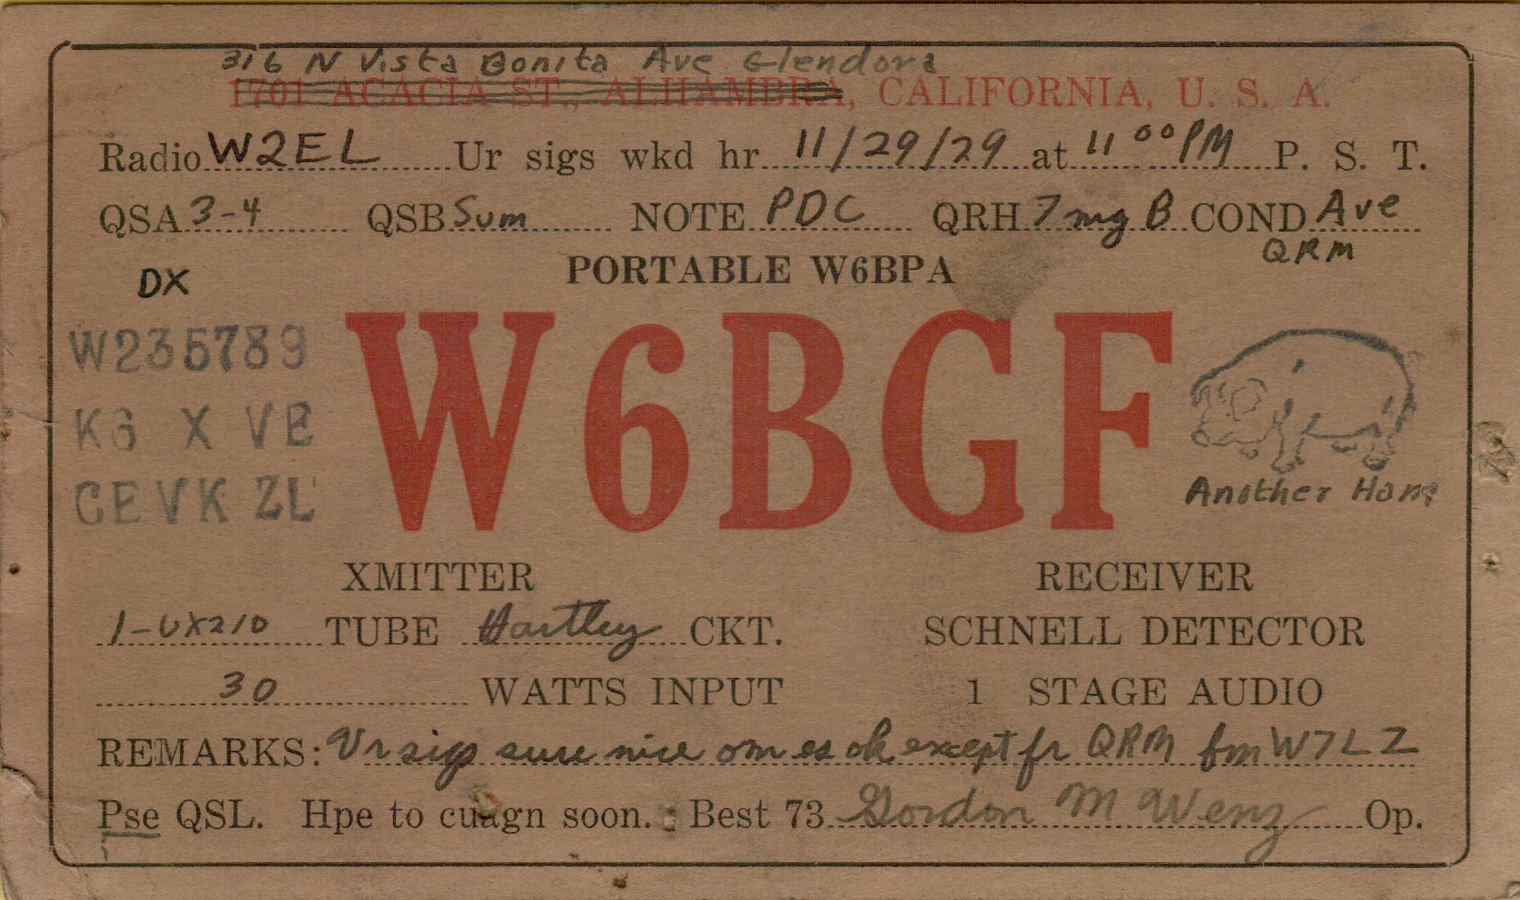 316 N Vista Bonita Ave Glendora
1701 ACACIA ST., ALHAMBRA, CALIFORNIA, U. S. A.
Radio W2EL Ur sigs wkd hr 11/29/29 at 11 00 PM P. S. T.
QSA 3-4 QSB Sum NOTE PDC QRH 7 mg B COND Ave
QRM
PORTABLE W6BPA
DX
W235789
K6 X VE
CE VK ZL
W6BGF
Another Ham
XMITTER
1-UX210 TUBE Hartley CKT.
30 WATTS INPUT
RECEIVER
SCHNELL DETECTOR
1 STAGE AUDIO
REMARKS: Ur sigs sure nice om es ok except fr QRM fm W7LZ
Pse QSL. Hpe to cuagn soon. Best 73 Gordon M Wenz Op.